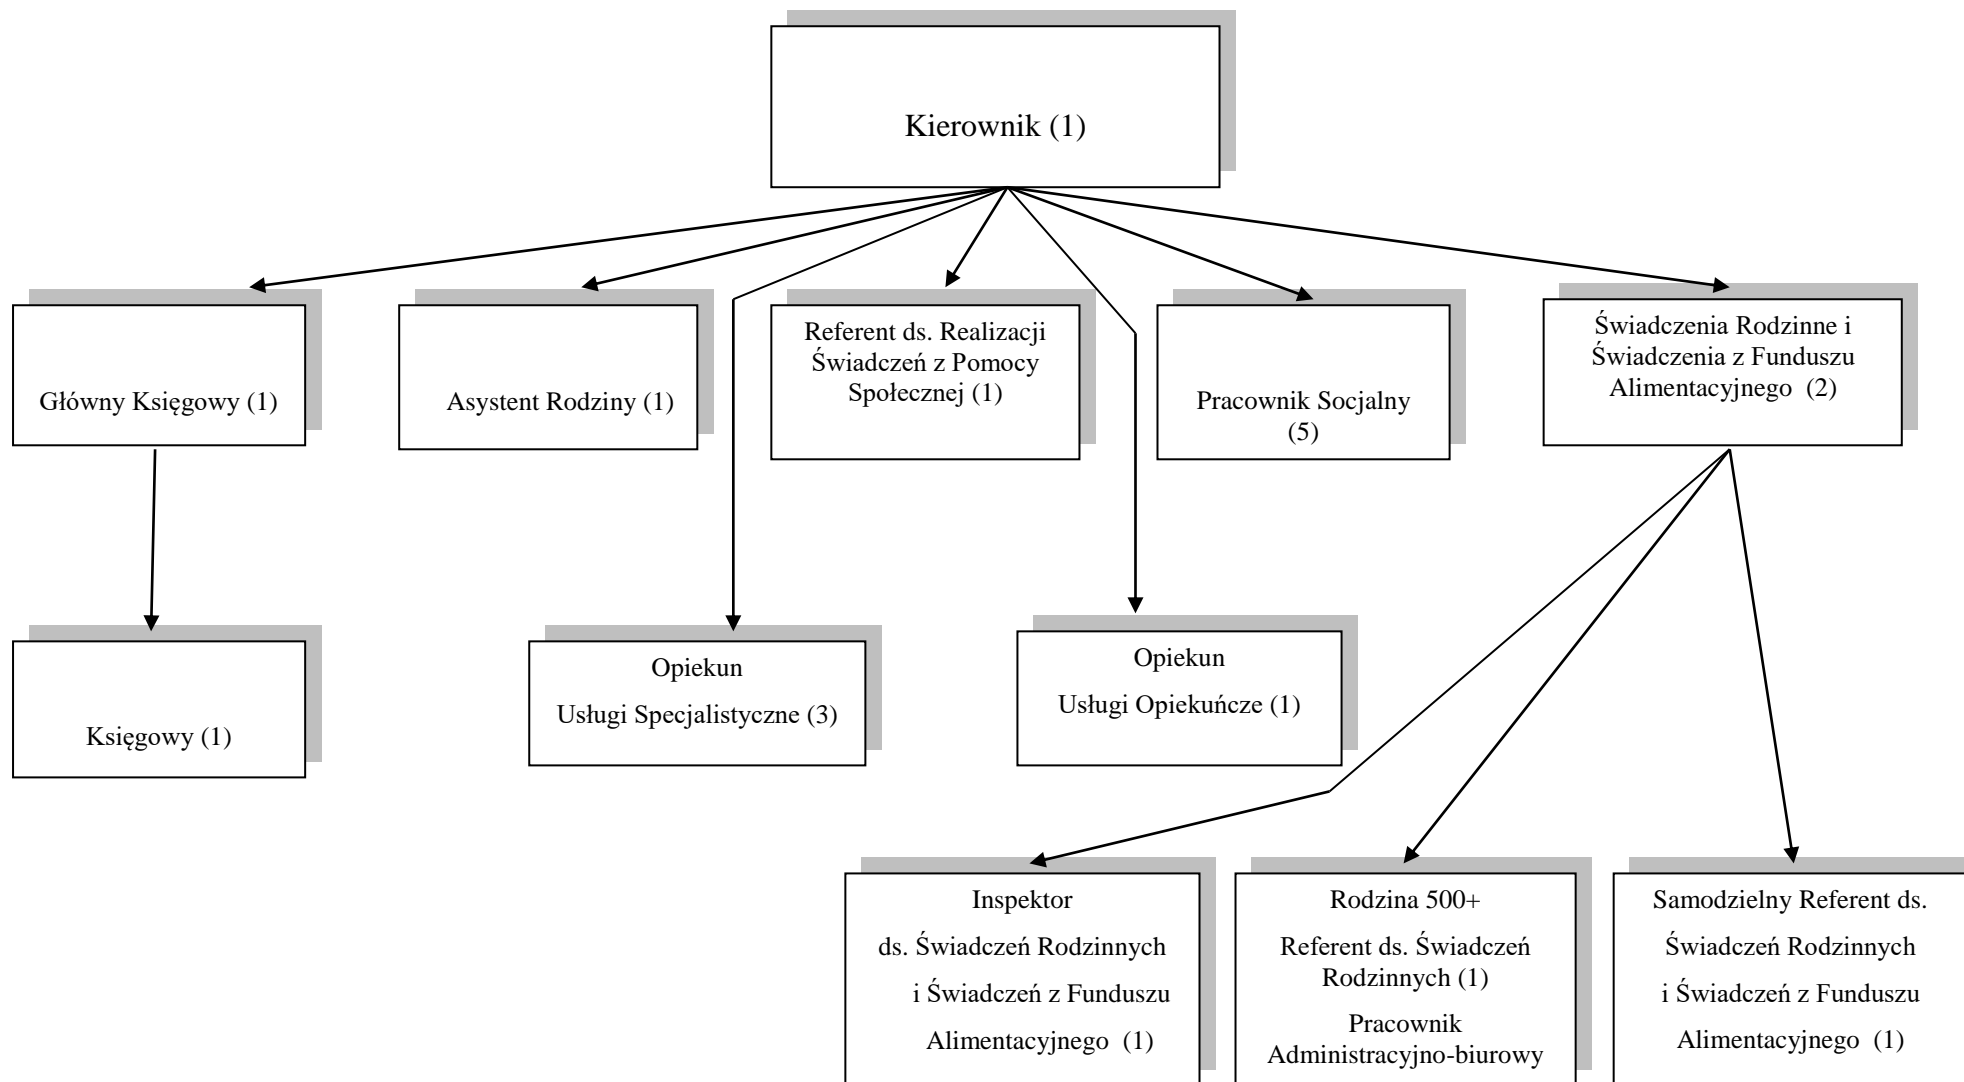 Kierownik (1)
Główny Księgowy (1)
Asystent Rodziny (1)
Referent ds. Realizacji
Świadczeń z Pomocy
Społecznej (1)
Pracownik Socjalny
(5)
Świadczenia Rodzinne i
Świadczenia z Funduszu
Alimentacyjnego (2)
Księgowy (1)
Opiekun
Usługi Specjalistyczne (3)
Opiekun
Usługi Opiekuńcze (1)
Inspektor
ds. Świadczeń Rodzinnych
i Świadczeń z Funduszu
Alimentacyjnego (1)
Rodzina 500+
Referent ds. Świadczeń
Rodzinnych (1)
Pracownik
Administracyjno-biurowy
Samodzielny Referent ds.
Świadczeń Rodzinnych
i Świadczeń z Funduszu
Alimentacyjnego (1)